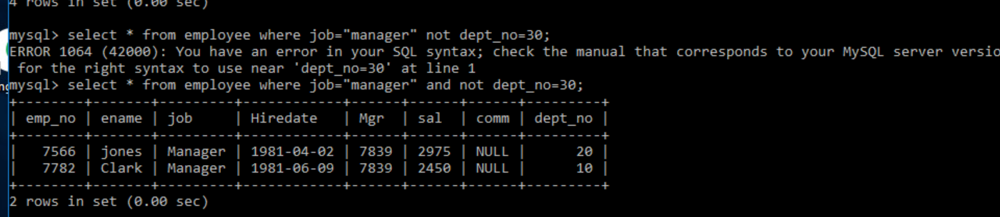 4 rows in set (0.00 sec)
mysql> select * from employee where job="manager" not dept_no=30;
ERROR 1064 (42000): You have an error in your SQL syntax; check the manual that corresponds to your MySQL server versio
for the right syntax to use near 'dept_no=30' at line 1
mysql> select * from employee where job="manager" and not dept_no=30;
+--------+-------+---------+------------+------+------+------+---------+
| emp_no | ename | job     | Hiredate   | Mgr  | sal  | comm | dept_no |
+--------+-------+---------+------------+------+------+------+---------+
|   7566 | jones | Manager | 1981-04-02 | 7839 | 2975 | NULL |      20 |
|   7782 | Clark | Manager | 1981-06-09 | 7839 | 2450 | NULL |      10 |
+--------+-------+---------+------------+------+------+------+---------+
2 rows in set (0.00 sec)